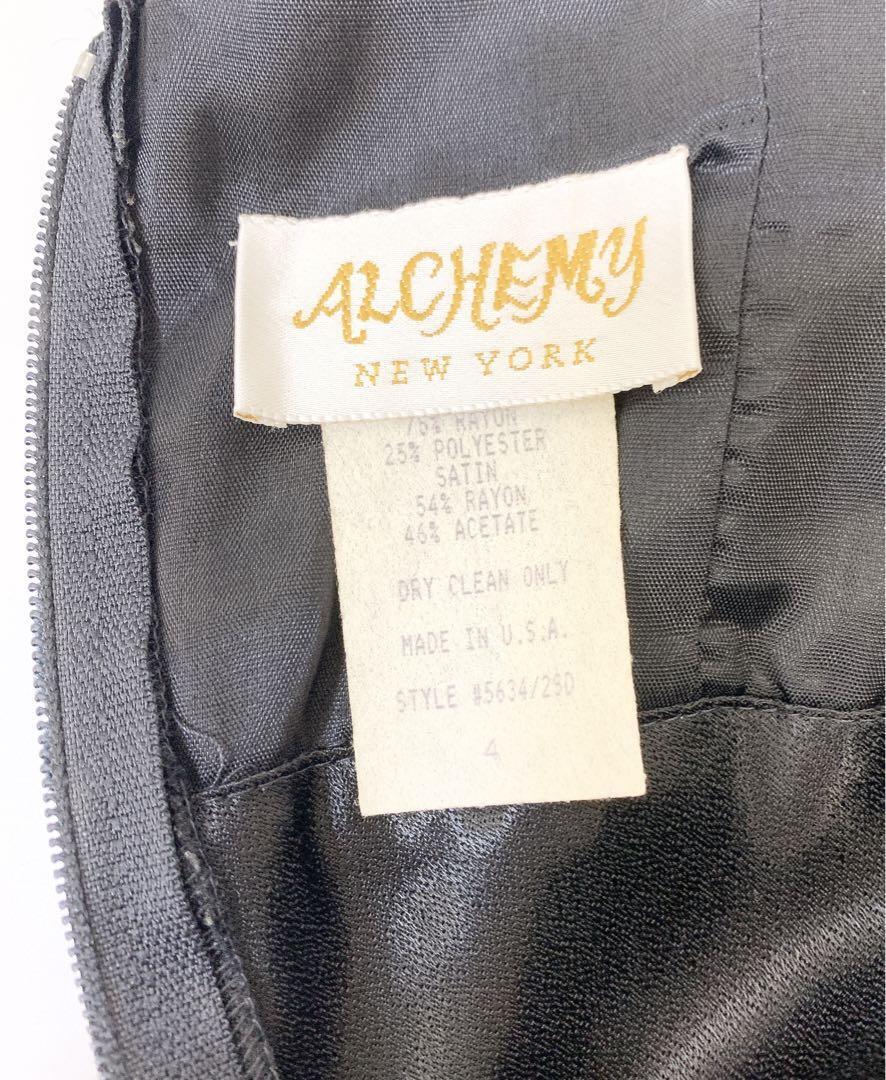 ALCHEMY
NEW YORK
75% RAYON
25% POLYESTER
SATIN
54% RAYON
46% ACETATE
DRY CLEAN ONLY
MADE IN U.S.A.
STYLE #5634/2SD
4